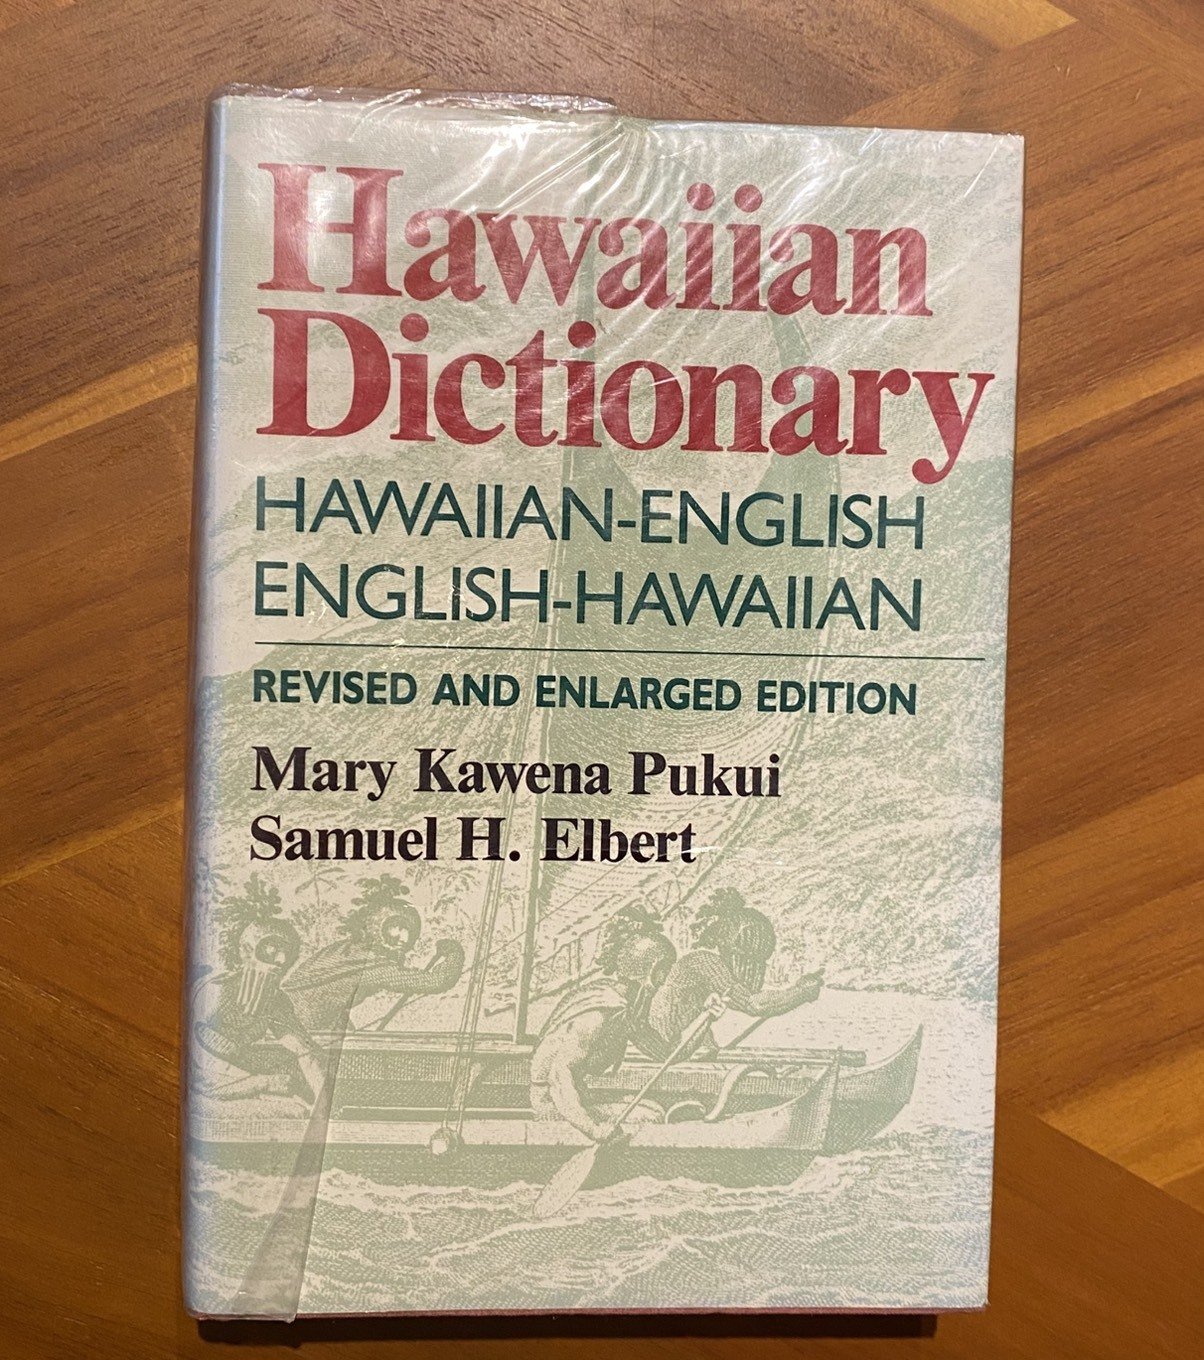 Hawaiian
Dictionary
HAWAIIAN-ENGLISH
ENGLISH-HAWAIIAN
REVISED AND ENLARGED EDITION
Mary Kawena Pukui
Samuel H. Elbert